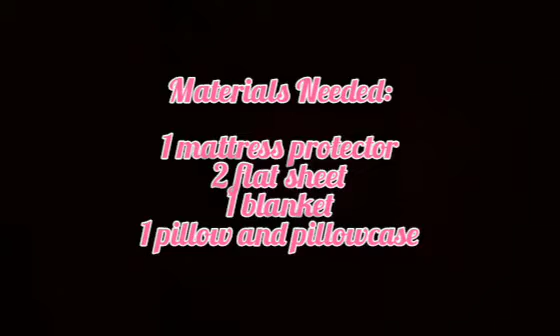 Materials Needed:
1 mattress protector
2 flat sheet
1 blanket
1 pillow and pillowcase